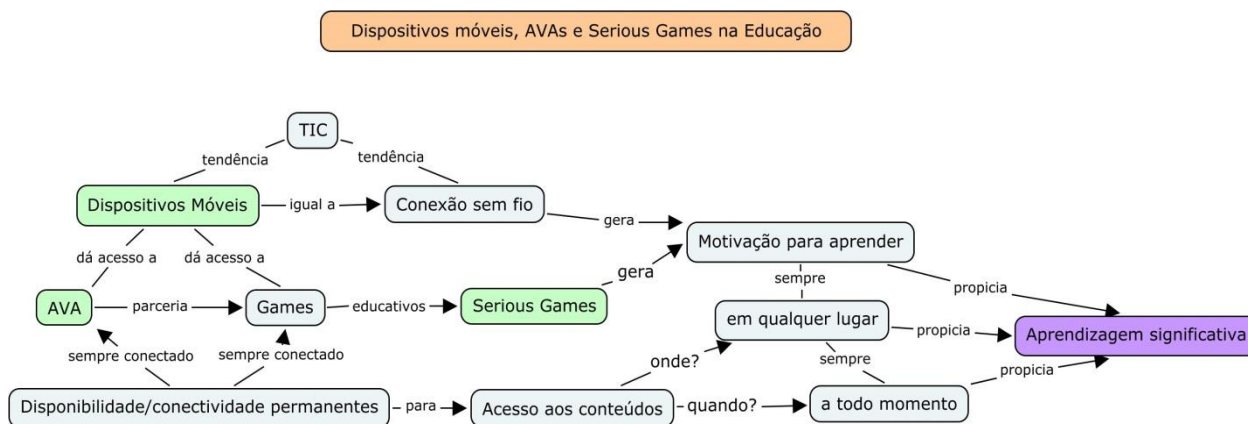 Dispositivos móveis, AVAs e Serious Games na Educação
TIC
tendência
tendência
Dispositivos Móveis
igual a
Conexão sem fio
gera
Motivação para aprender
dá acesso a
dá acesso a
gera
sempre
propicia
AVA
parceria
Games
educativos
Serious Games
em qualquer lugar
propicia
Aprendizagem significativa
sempre conectado
sempre conectado
onde?
sempre
propicia
Disponibilidade/conectividade permanentes
para
Acesso aos conteúdos
quando?
a todo momento